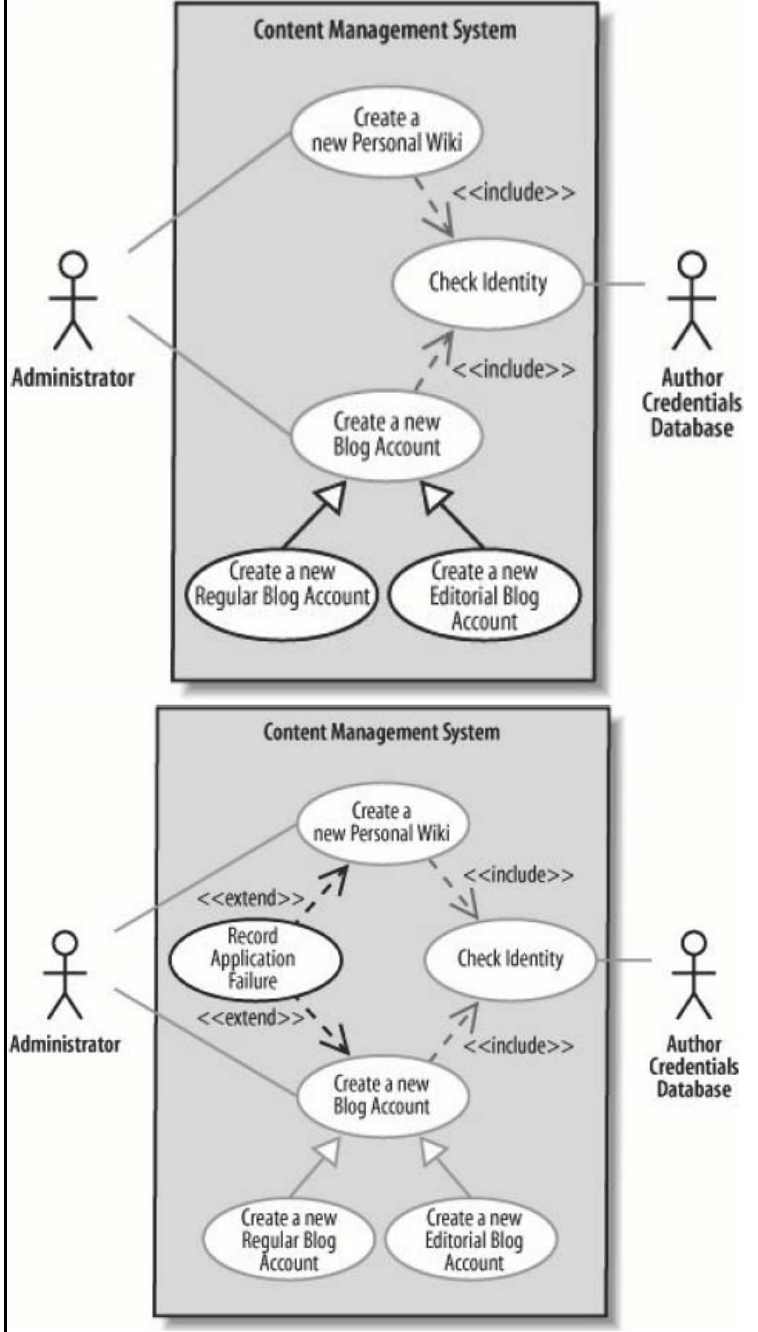 Content Management System
Create a
new Personal Wiki
<<include>>
Check Identity
Administrator
<<include>>
Author
Credentials
Database
Create a new
Blog Account
Create a new
Regular Blog Account
Create a new
Editorial Blog
Account
Content Management System
Create a
new Personal Wiki
<<extend>>
<<include>>
Record
Application
Failure
Check Identity
<<extend>>
<<include>>
Administrator
Author
Credentials
Database
Create a new
Blog Account
Create a new
Regular Blog
Account
Create a new
Editorial Blog
Account